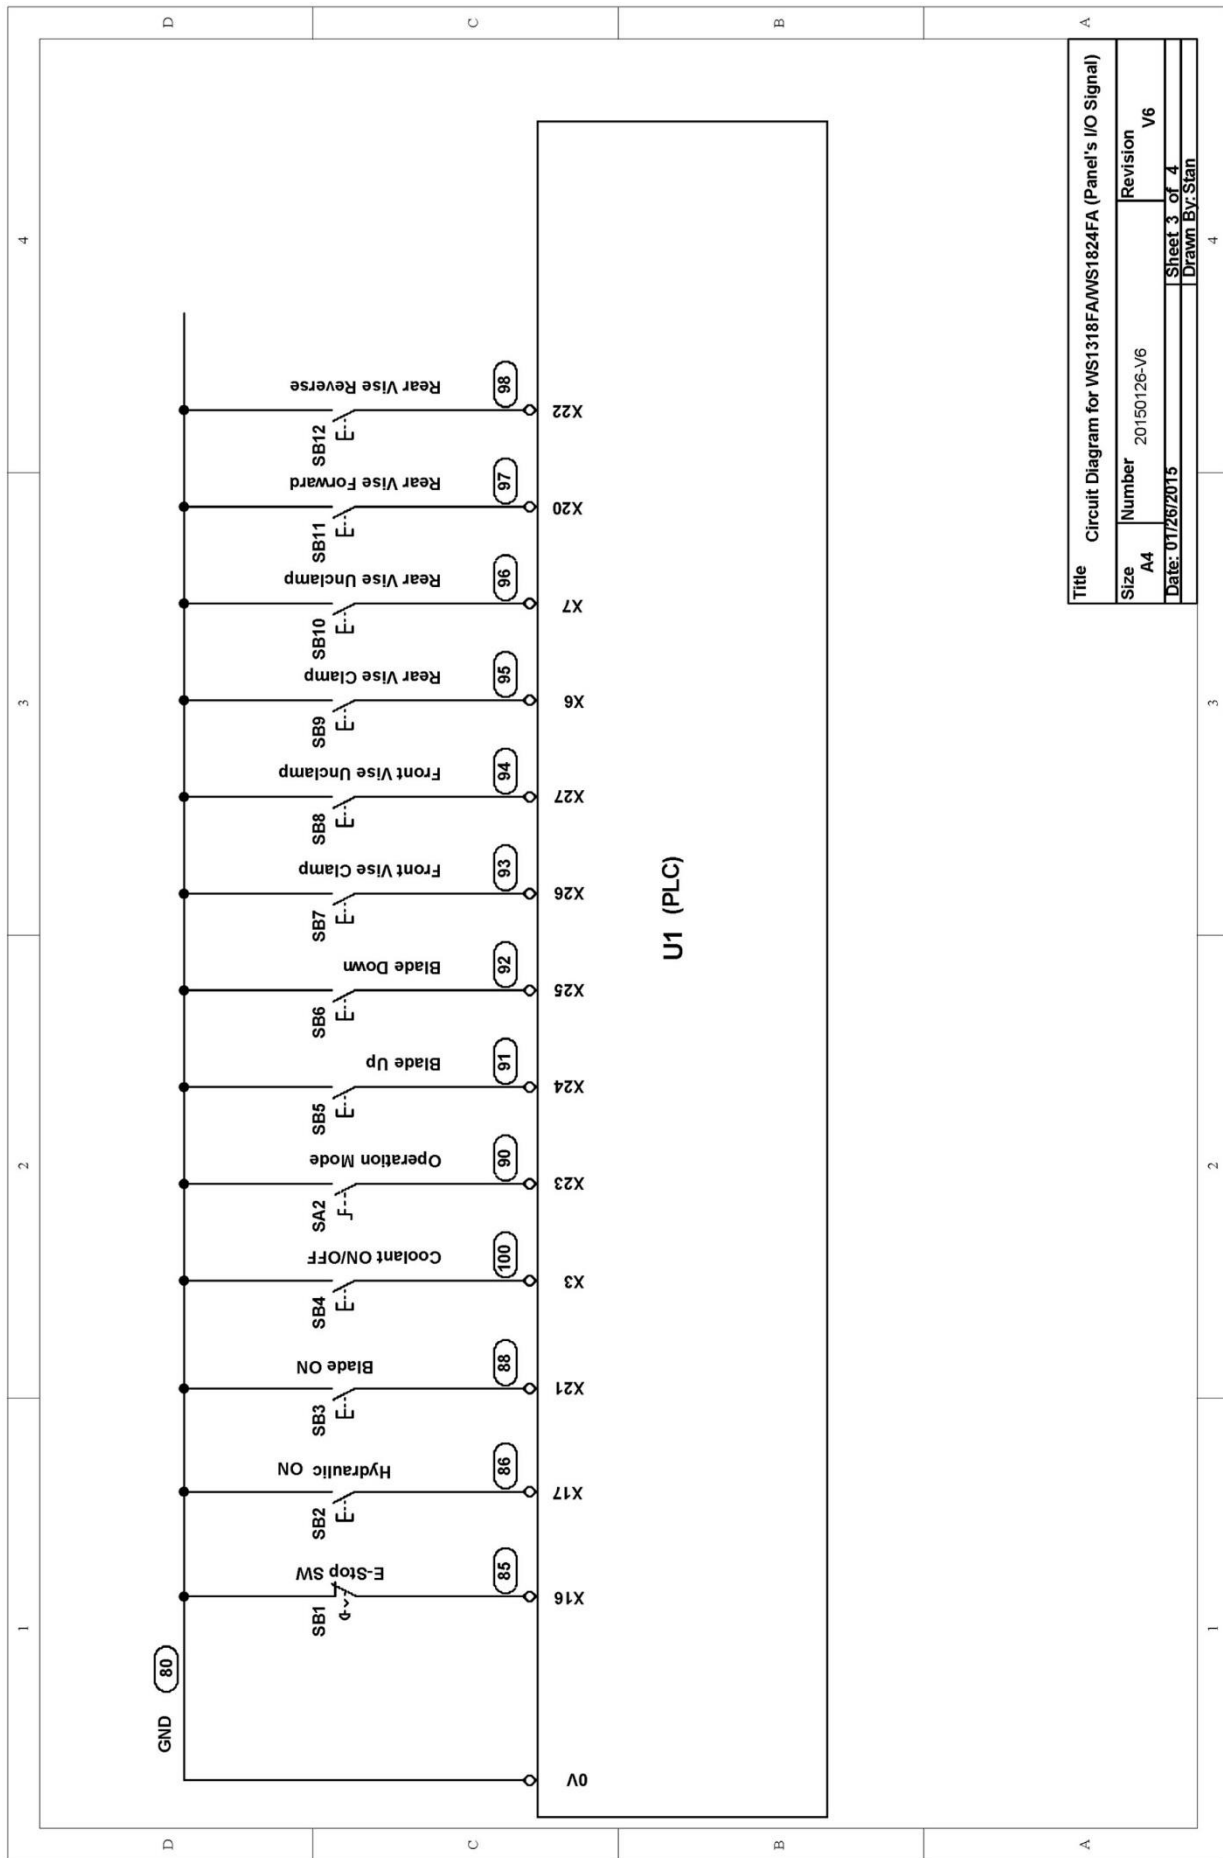 1
2
3
4
D
D
GND
80
SB1
E-Stop SW
85
X16
SB2
Hydraulic ON
86
X17
SB3
Blade ON
88
X21
SB4
Coolant ON/OFF
100
X3
SA2
Operation Mode
90
X23
SB5
Blade Up
91
X24
SB6
Blade Down
92
X25
SB7
Front Vise Clamp
93
X26
SB8
Front Vise Unclamp
94
X27
SB9
Rear Vise Clamp
95
X6
SB10
Rear Vise Unclamp
96
X7
SB11
Rear Vise Forward
97
X20
SB12
Rear Vise Reverse
98
X22
0V
C
C
U1 (PLC)
B
B
A
A
Title
Circuit Diagram for WS1318FA/WS1824FA (Panel's I/O Signal)
Size
A4
Number
20150126-V6
Revision
V6
Date: 01/26/2015
Sheet 3 of 4
Drawn By:Stan
1
2
3
4